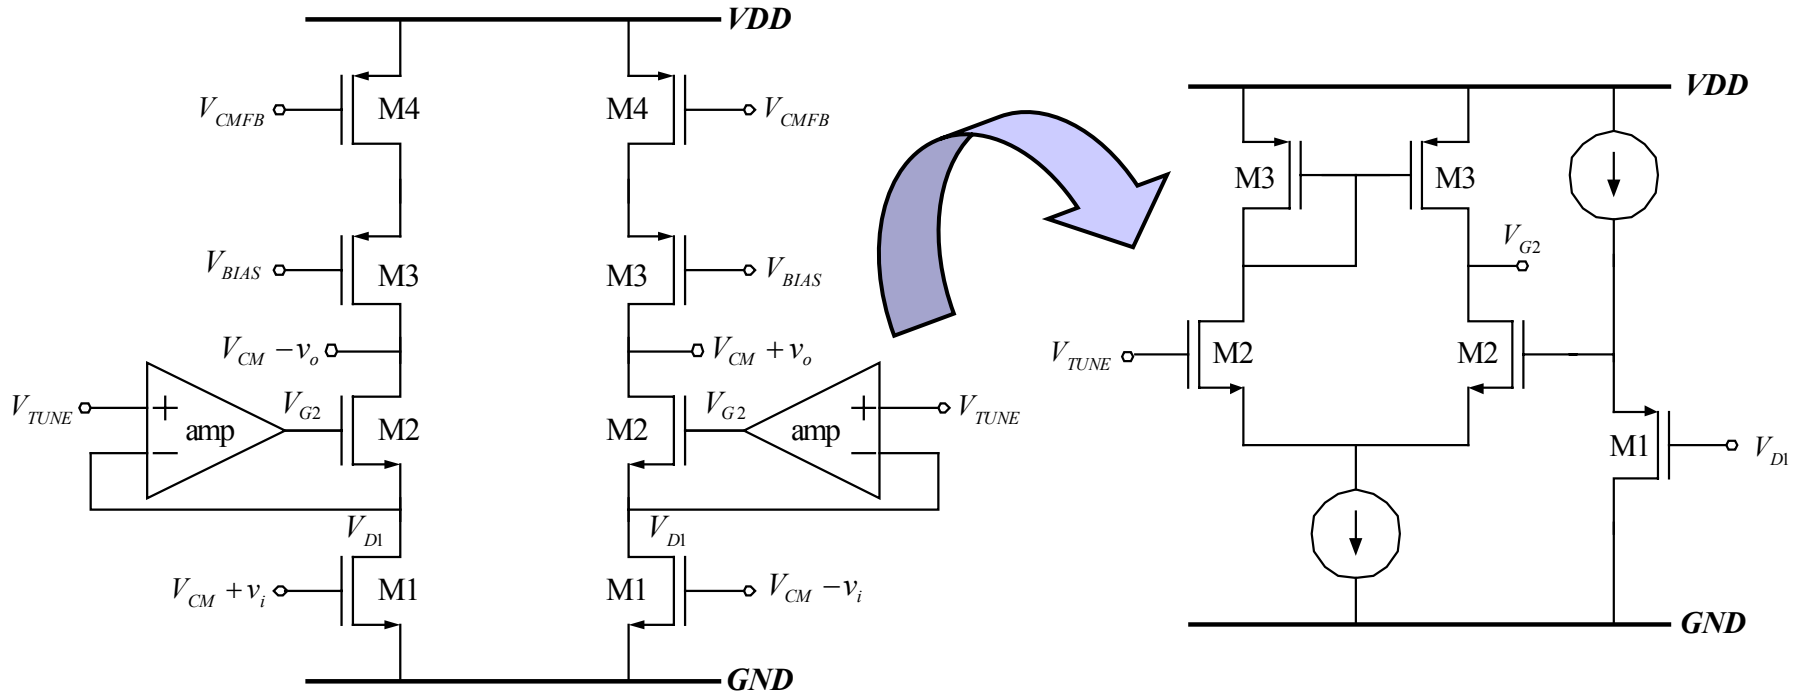 VDD
V_CMFB M4 M4 V_CMFB
V_BIAS M3 M3 V_BIAS
V_CM − v_o V_CM + v_o
V_TUNE + amp − V_G2 M2 M2 V_G2 + amp − V_TUNE
V_D1 V_D1
V_CM + v_i M1 M1 V_CM − v_i
GND
VDD
M3 M3
V_G2
V_TUNE M2 M2
M1 V_D1
GND